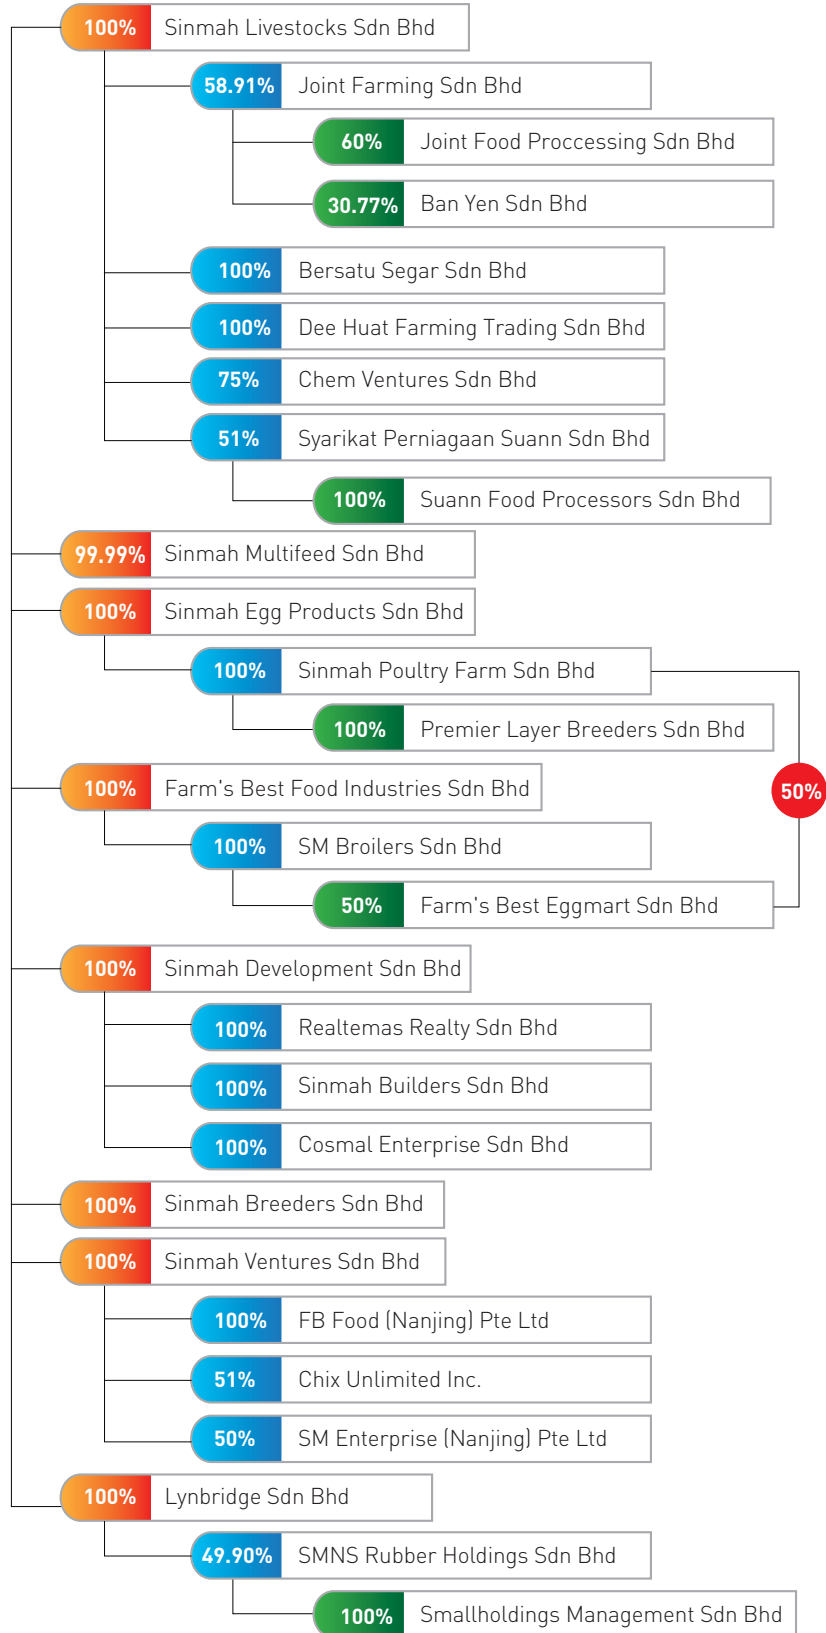 100% Sinmah Livestocks Sdn Bhd
58.91% Joint Farming Sdn Bhd
60% Joint Food Proccessing Sdn Bhd
30.77% Ban Yen Sdn Bhd
100% Bersatu Segar Sdn Bhd
100% Dee Huat Farming Trading Sdn Bhd
75% Chem Ventures Sdn Bhd
51% Syarikat Perniagaan Suann Sdn Bhd
100% Suann Food Processors Sdn Bhd
99.99% Sinmah Multifeed Sdn Bhd
100% Sinmah Egg Products Sdn Bhd
100% Sinmah Poultry Farm Sdn Bhd
100% Premier Layer Breeders Sdn Bhd
100% Farm's Best Food Industries Sdn Bhd
50%
100% SM Broilers Sdn Bhd
50% Farm's Best Eggmart Sdn Bhd
100% Sinmah Development Sdn Bhd
100% Realtemas Realty Sdn Bhd
100% Sinmah Builders Sdn Bhd
100% Cosmal Enterprise Sdn Bhd
100% Sinmah Breeders Sdn Bhd
100% Sinmah Ventures Sdn Bhd
100% FB Food (Nanjing) Pte Ltd
51% Chix Unlimited Inc.
50% SM Enterprise (Nanjing) Pte Ltd
100% Lynbridge Sdn Bhd
49.90% SMNS Rubber Holdings Sdn Bhd
100% Smallholdings Management Sdn Bhd